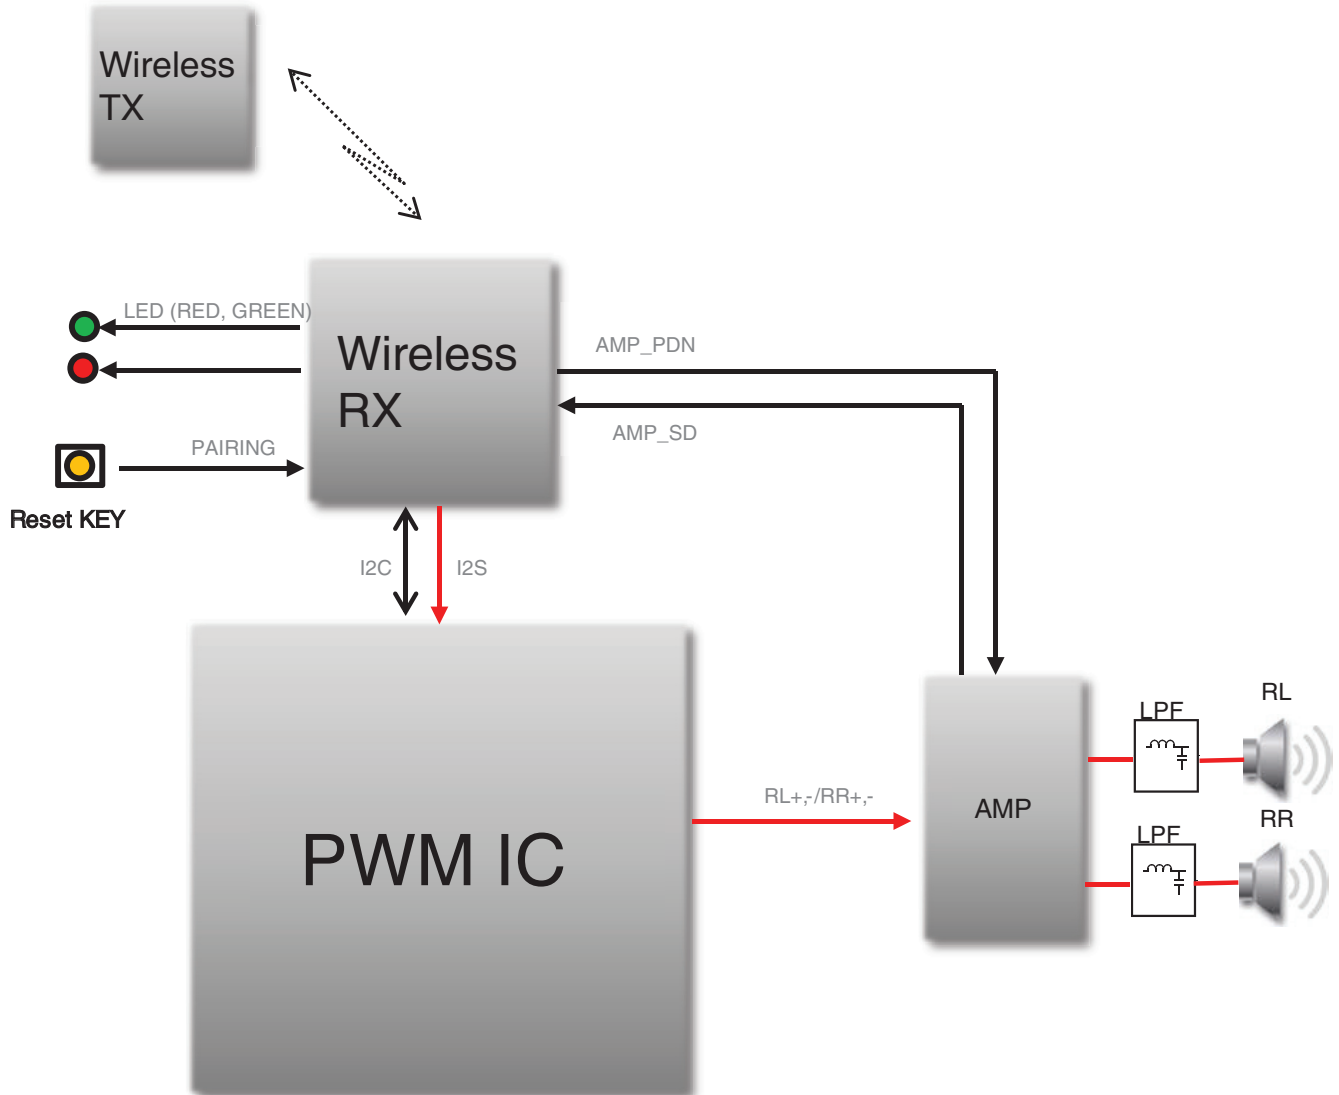 Wireless
TX
LED (RED, GREEN)
Wireless
RX
AMP_PDN
AMP_SD
PAIRING
Reset KEY
I2C
I2S
RL
LPF
RL+,-/RR+,-
AMP
RR
LPF
PWM IC